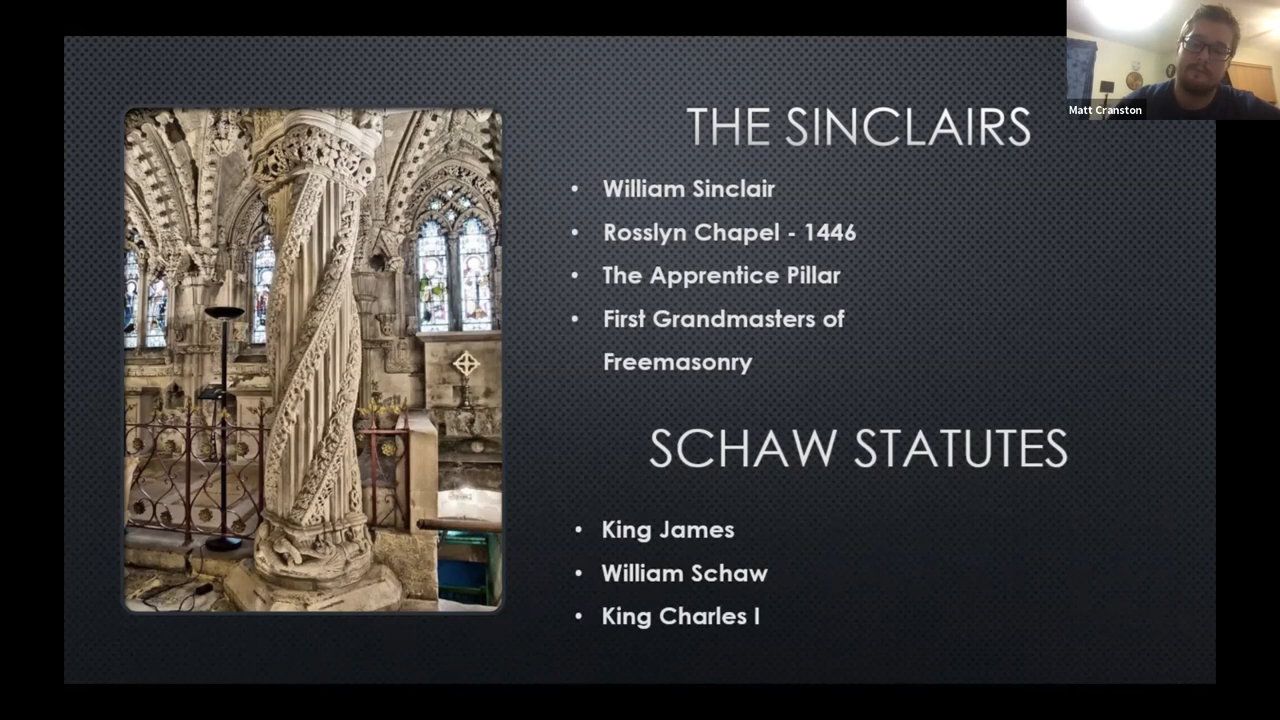 Matt Cranston
THE SINCLAIRS
• William Sinclair
• Rosslyn Chapel - 1446
• The Apprentice Pillar
• First Grandmasters of
Freemasonry
SCHAW STATUTES
• King James
• William Schaw
• King Charles I